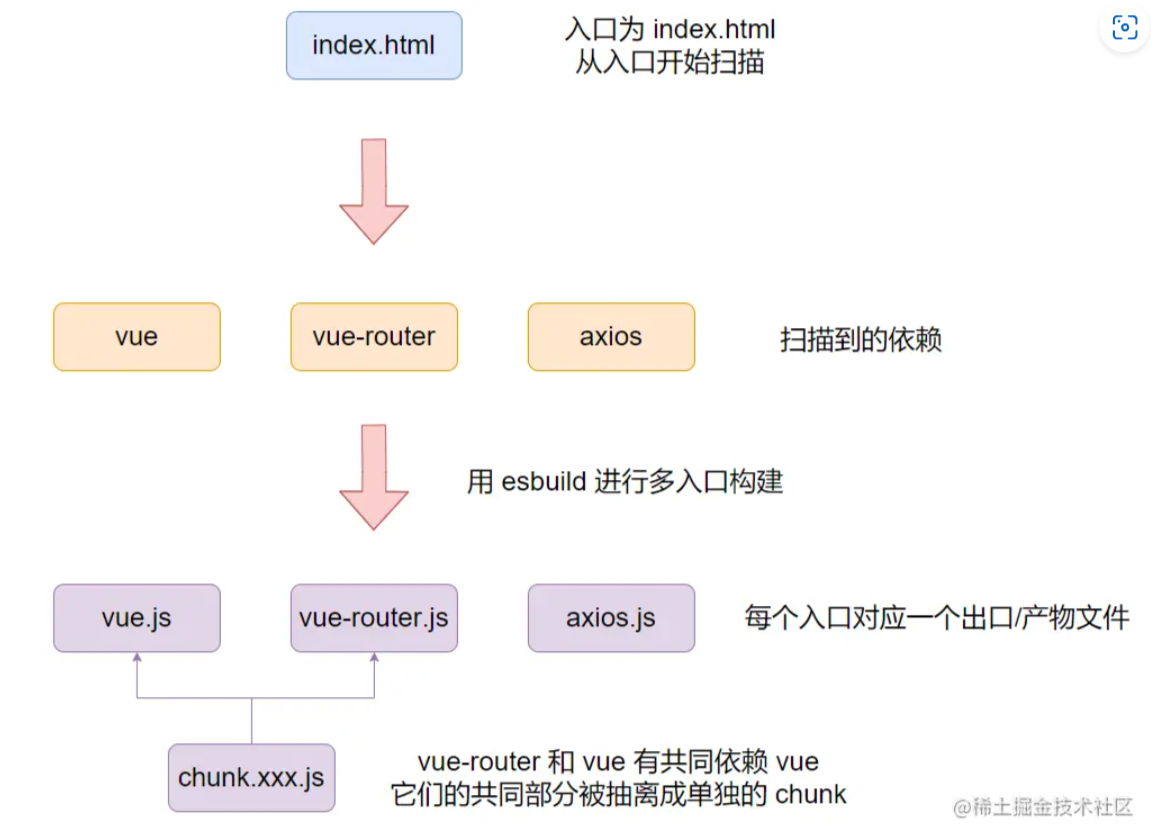 index.html
入口为 index.html
从入口开始扫描
vue
vue-router
axios
扫描到的依赖
用 esbuild 进行多入口构建
vue.js
vue-router.js
axios.js
每个入口对应一个出口/产物文件
chunk.xxx.js
vue-router 和 vue 有共同依赖 vue
它们的共同部分被抽离成单独的 chunk
@稀土掘金技术社区